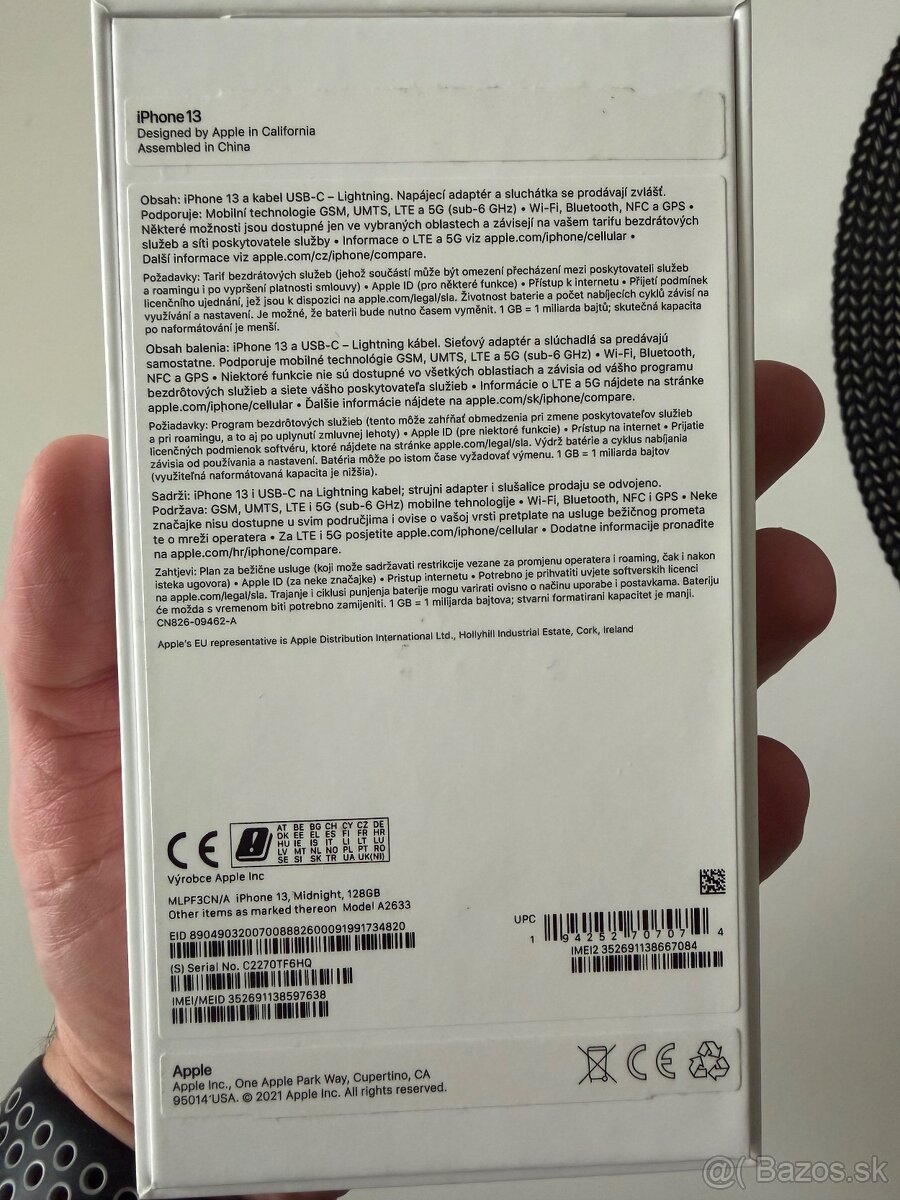 iPhone 13
Designed by Apple in California
Assembled in China
Obsah: iPhone 13 a kabel USB-C – Lightning. Napájecí adaptér a sluchátka se prodávají zvlášť.
Podporuje: Mobilní technologie GSM, UMTS, LTE a 5G (sub-6 GHz) • Wi-Fi, Bluetooth, NFC a GPS •
Některé možnosti jsou dostupné jen ve vybraných oblastech a závisejí na vašem tarifu bezdrátových
služeb a síti poskytovatele služby • Informace o LTE a 5G viz apple.com/iphone/cellular •
Další informace viz apple.com/cz/iphone/compare.
Požadavky: Tarif bezdrátových služeb (jehož součástí může být omezení přecházení mezi poskytovateli služeb
a roamingu i po vypršení platnosti smlouvy) • Apple ID (pro některé funkce) • Přístup k internetu • Přijetí podmínek
licenčního ujednání, jež jsou k dispozici na apple.com/legal/sla. Životnost baterie a počet nabíjecích cyklů závisí na
využívání a nastavení. Je možné, že baterii bude nutno časem vyměnit. 1 GB = 1 miliarda bajtů; skutečná kapacita
po naformátování je menší.
Obsah balenia: iPhone 13 a USB-C – Lightning kábel. Sieťový adaptér a slúchadlá sa predávajú
samostatne. Podporuje mobilné technológie GSM, UMTS, LTE a 5G (sub-6 GHz) • Wi-Fi, Bluetooth,
NFC a GPS • Niektoré funkcie nie sú dostupné vo všetkých oblastiach a závisia od vášho programu
bezdrôtových služieb a siete vášho poskytovateľa služieb • Informácie o LTE a 5G nájdete na stránke
apple.com/iphone/cellular • Ďalšie informácie nájdete na apple.com/sk/iphone/compare.
Požiadavky: Program bezdrôtových služieb (tento môže zahŕňať obmedzenia pri zmene poskytovateľov služieb
a pri roamingu, a to aj po uplynutí zmluvnej lehoty) • Apple ID (pre niektoré funkcie) • Prístup na internet • Prijatie
licenčných podmienok softvéru, ktoré nájdete na stránke apple.com/legal/sla. Výdrž batérie a cyklus nabíjania
závisia od používania a nastavení. Batéria môže po istom čase vyžadovať výmenu. 1 GB = 1 miliarda bajtov
(využiteľná naformátovaná kapacita je nižšia).
Sadrži: iPhone 13 i USB-C na Lightning kabel; strujni adapter i slušalice prodaju se odvojeno.
Podržava: GSM, UMTS, LTE i 5G (sub-6 GHz) mobilne tehnologije • Wi-Fi, Bluetooth, NFC i GPS • Neke
značajke nisu dostupne u svim područjima i ovise o vašoj vrsti pretplate na usluge bežičnog prometa
te o mreži operatera • Za LTE i 5G posjetite apple.com/iphone/cellular • Dodatne informacije pronađite
na apple.com/hr/iphone/compare.
Zahtjevi: Plan za bežične usluge (koji može sadržavati restrikcije vezane za promjenu operatera i roaming, čak i nakon
isteka ugovora) • Apple ID (za neke značajke) • Pristup internetu • Potrebno je prihvatiti uvjete softverskih licenci
na apple.com/legal/sla. Trajanje i ciklusi punjenja baterije mogu varirati ovisno o načinu uporabe i postavkama. Bateriju
će možda s vremenom biti potrebno zamijeniti. 1 GB = 1 milijarda bajtova; stvarni formatirani kapacitet je manji.
CN826-09462-A
Apple's EU representative is Apple Distribution International Ltd., Hollyhill Industrial Estate, Cork, Ireland
CE
AT BE BG CH CY CZ DE
DK EE EL ES FI FR HR
HU IE IS IT LI LT LU
LV MT NL NO PL PT RO
SE SI SK TR UA UK(NI)
Výrobce Apple Inc
MLPF3CN/A iPhone 13, Midnight, 128GB
Other items as marked thereon Model A2633
EID 89049032007008882600091991734820
(S) Serial No. C2270TF6HQ
IMEI/MEID 352691138597638
UPC
1 94252 70707 4
IMEI2 352691138667084
Apple
Apple Inc., One Apple Park Way, Cupertino, CA
95014 USA. © 2021 Apple Inc. All rights reserved.
CE
@( Bazos.sk